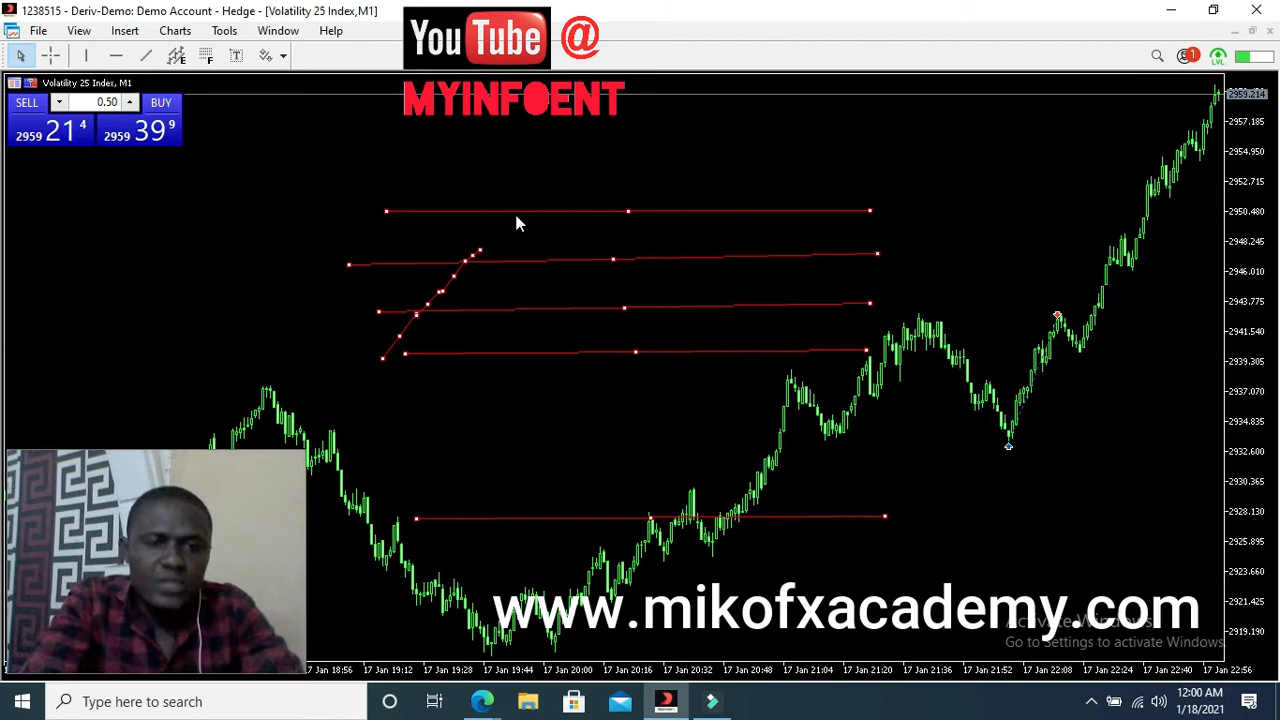 1238515 - Deriv-Demo: Demo Account - Hedge - [Volatility 25 Index,M1]
File View Insert Charts Tools Window Help
YouTube @
MYINFOENT
1
LVL
Volatility 25 Index, M1
SELL 0.50 BUY
2959 21 4 2959 39 9
2959.214
2957.185
2954.950
2952.715
2950.480
2948.245
2946.010
2943.775
2941.540
2939.305
2937.070
2934.835
2932.600
2930.365
2928.130
2925.895
2923.660
2921.425
www.mikofxacademy.com
Activate Windows
Go to Settings to activate Windows.
17 Jan 18:56 17 Jan 19:12 17 Jan 19:28 17 Jan 19:44 17 Jan 20:00 17 Jan 20:16 17 Jan 20:32 17 Jan 20:48 17 Jan 21:04 17 Jan 21:20 17 Jan 21:36 17 Jan 21:52 17 Jan 22:08 17 Jan 22:24 17 Jan 22:40 17 Jan 22:56
Type here to search
12:00 AM
1/18/2021